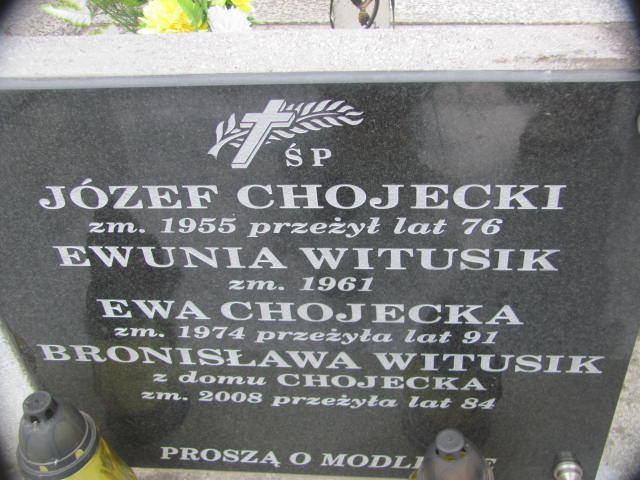 ŚP
JÓZEF CHOJECKI
zm. 1955 przeżył lat 76
EWUNIA WITUSIK
zm. 1961
EWA CHOJECKA
zm. 1974 przeżyła lat 91
BRONISŁAWA WITUSIK
z domu CHOJECKA
zm. 2008 przeżyła lat 84
PROSZĄ O